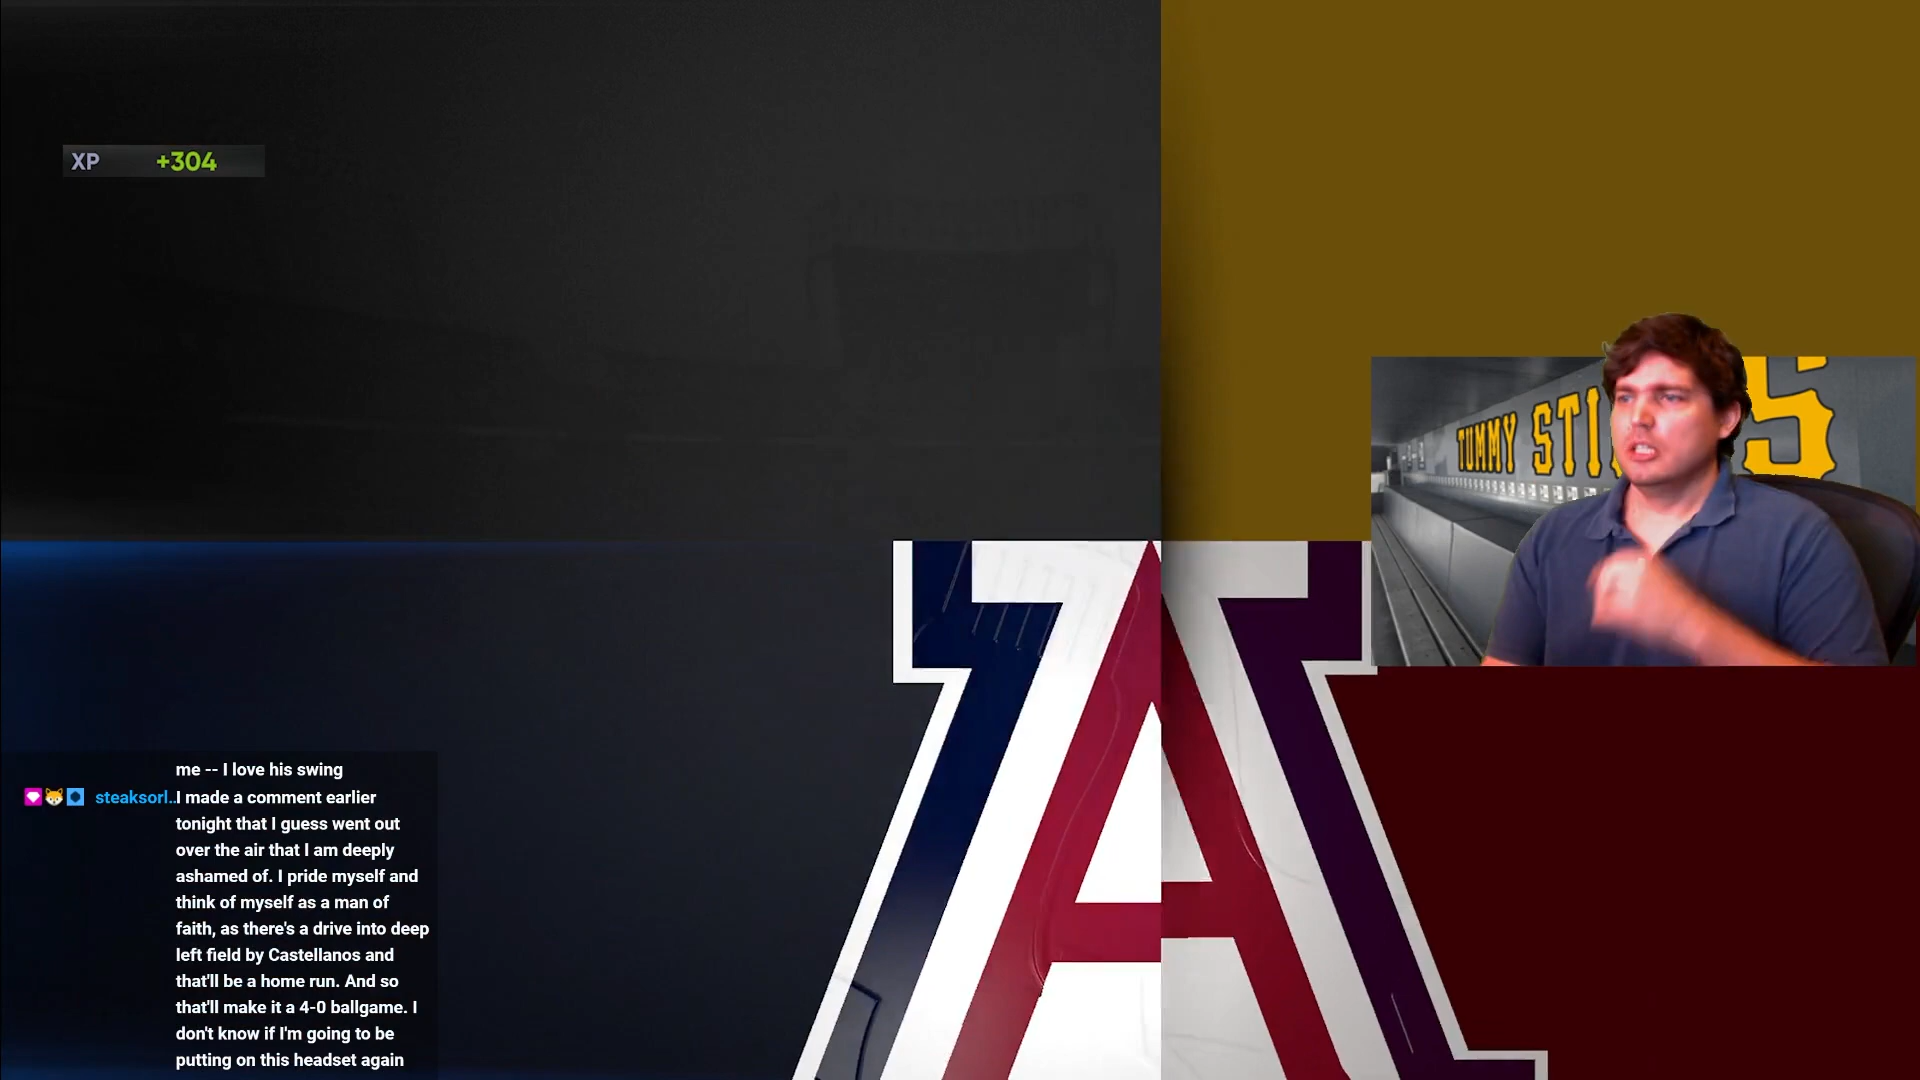 XP +304
TUMMY STI S
me -- I love his swing
steaksorl.. I made a comment earlier
tonight that I guess went out
over the air that I am deeply
ashamed of. I pride myself and
think of myself as a man of
faith, as there's a drive into deep
left field by Castellanos and
that'll be a home run. And so
that'll make it a 4-0 ballgame. I
don't know if I'm going to be
putting on this headset again
A